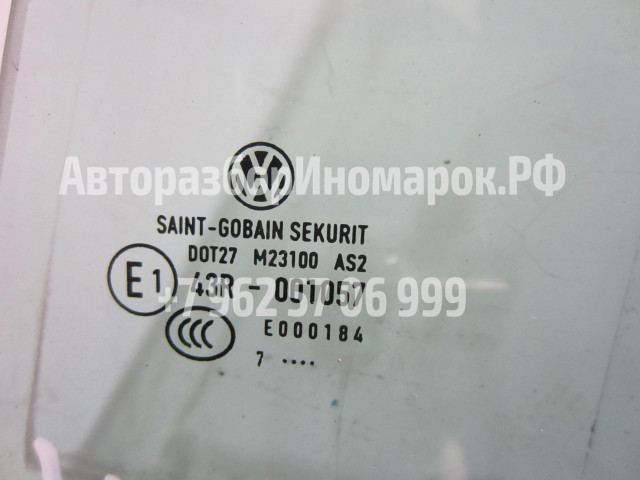 Авторазбор Иномарок.РФ
SAINT-GOBAIN SEKURIT
DOT27 M23100 AS2
E1 43R - 001057
+7 962 97 06 999
CCC E000184
7 ....